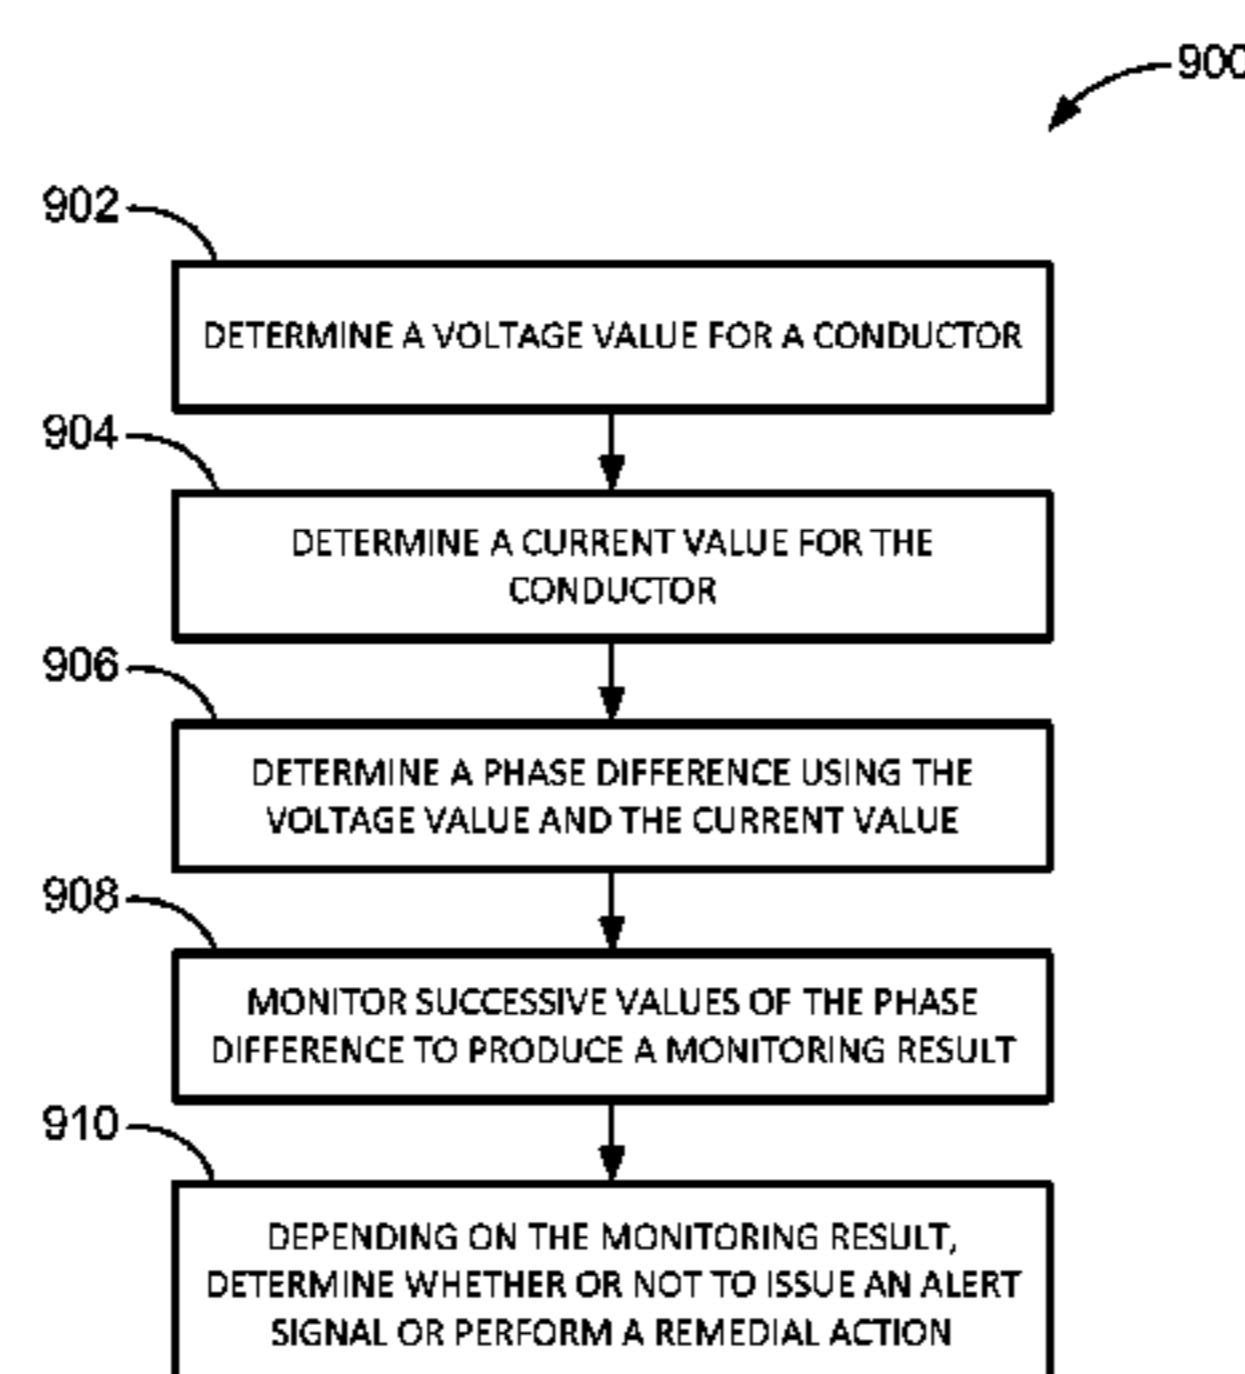 900
902
DETERMINE A VOLTAGE VALUE FOR A CONDUCTOR
904
DETERMINE A CURRENT VALUE FOR THE
CONDUCTOR
906
DETERMINE A PHASE DIFFERENCE USING THE
VOLTAGE VALUE AND THE CURRENT VALUE
908
MONITOR SUCCESSIVE VALUES OF THE PHASE
DIFFERENCE TO PRODUCE A MONITORING RESULT
910
DEPENDING ON THE MONITORING RESULT,
DETERMINE WHETHER OR NOT TO ISSUE AN ALERT
SIGNAL OR PERFORM A REMEDIAL ACTION